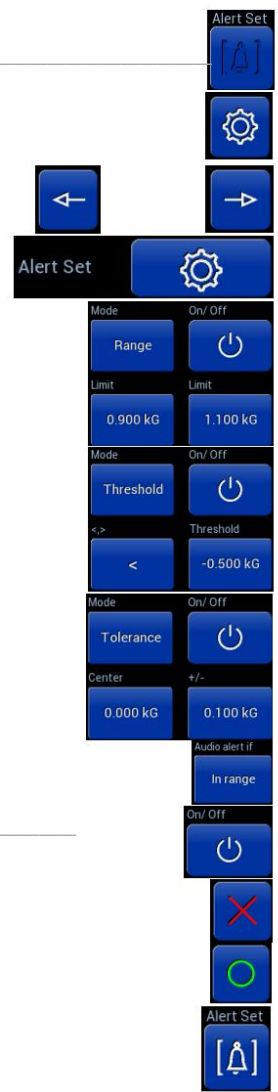 Alert Set
Alert Set
Mode On/ Off
Range
Limit Limit
0.900 kG 1.100 kG
Mode On/ Off
Threshold
<,> Threshold
< -0.500 kG
Mode On/ Off
Tolerance
Center +/-
0.000 kG 0.100 kG
Audio alert if
In range
On/ Off
Alert Set